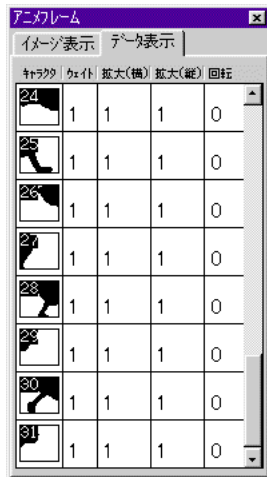 アニメフレーム
イメージ表示 データ表示
キャラクタ ウェイト 拡大(横) 拡大(縦) 回転
24 1 1 1 0
25 1 1 1 0
26 1 1 1 0
27 1 1 1 0
28 1 1 1 0
29 1 1 1 0
30 1 1 1 0
31 1 1 1 0